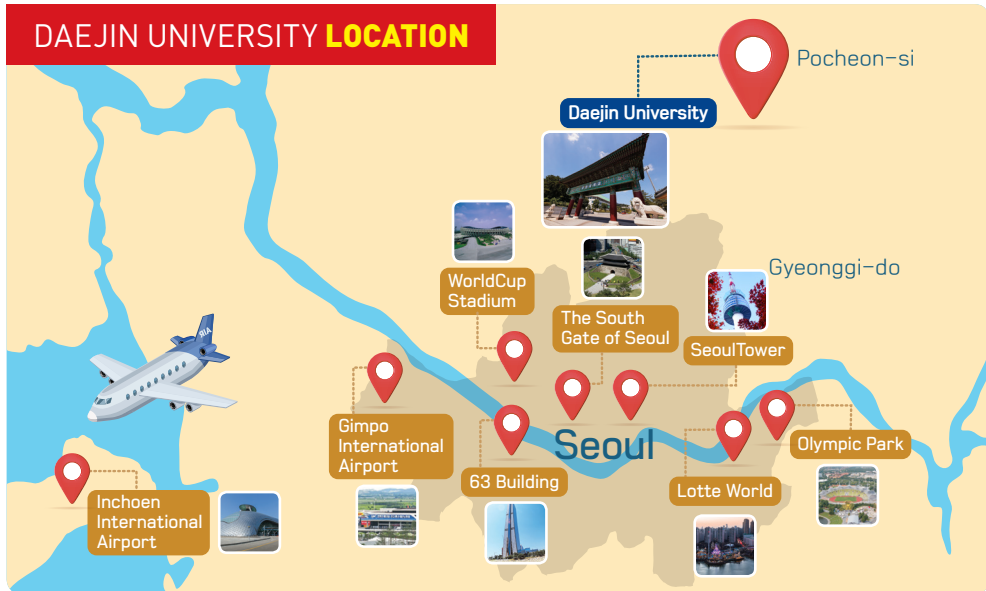 DAEJIN UNIVERSITY LOCATION
Pocheon-si
Daejin University
Gyeonggi-do
WorldCup
Stadium
The South
Gate of Seoul
SeoulTower
AIR
Gimpo
International
Airport
Seoul
63 Building
Olympic Park
Lotte World
Inchoen
International
Airport